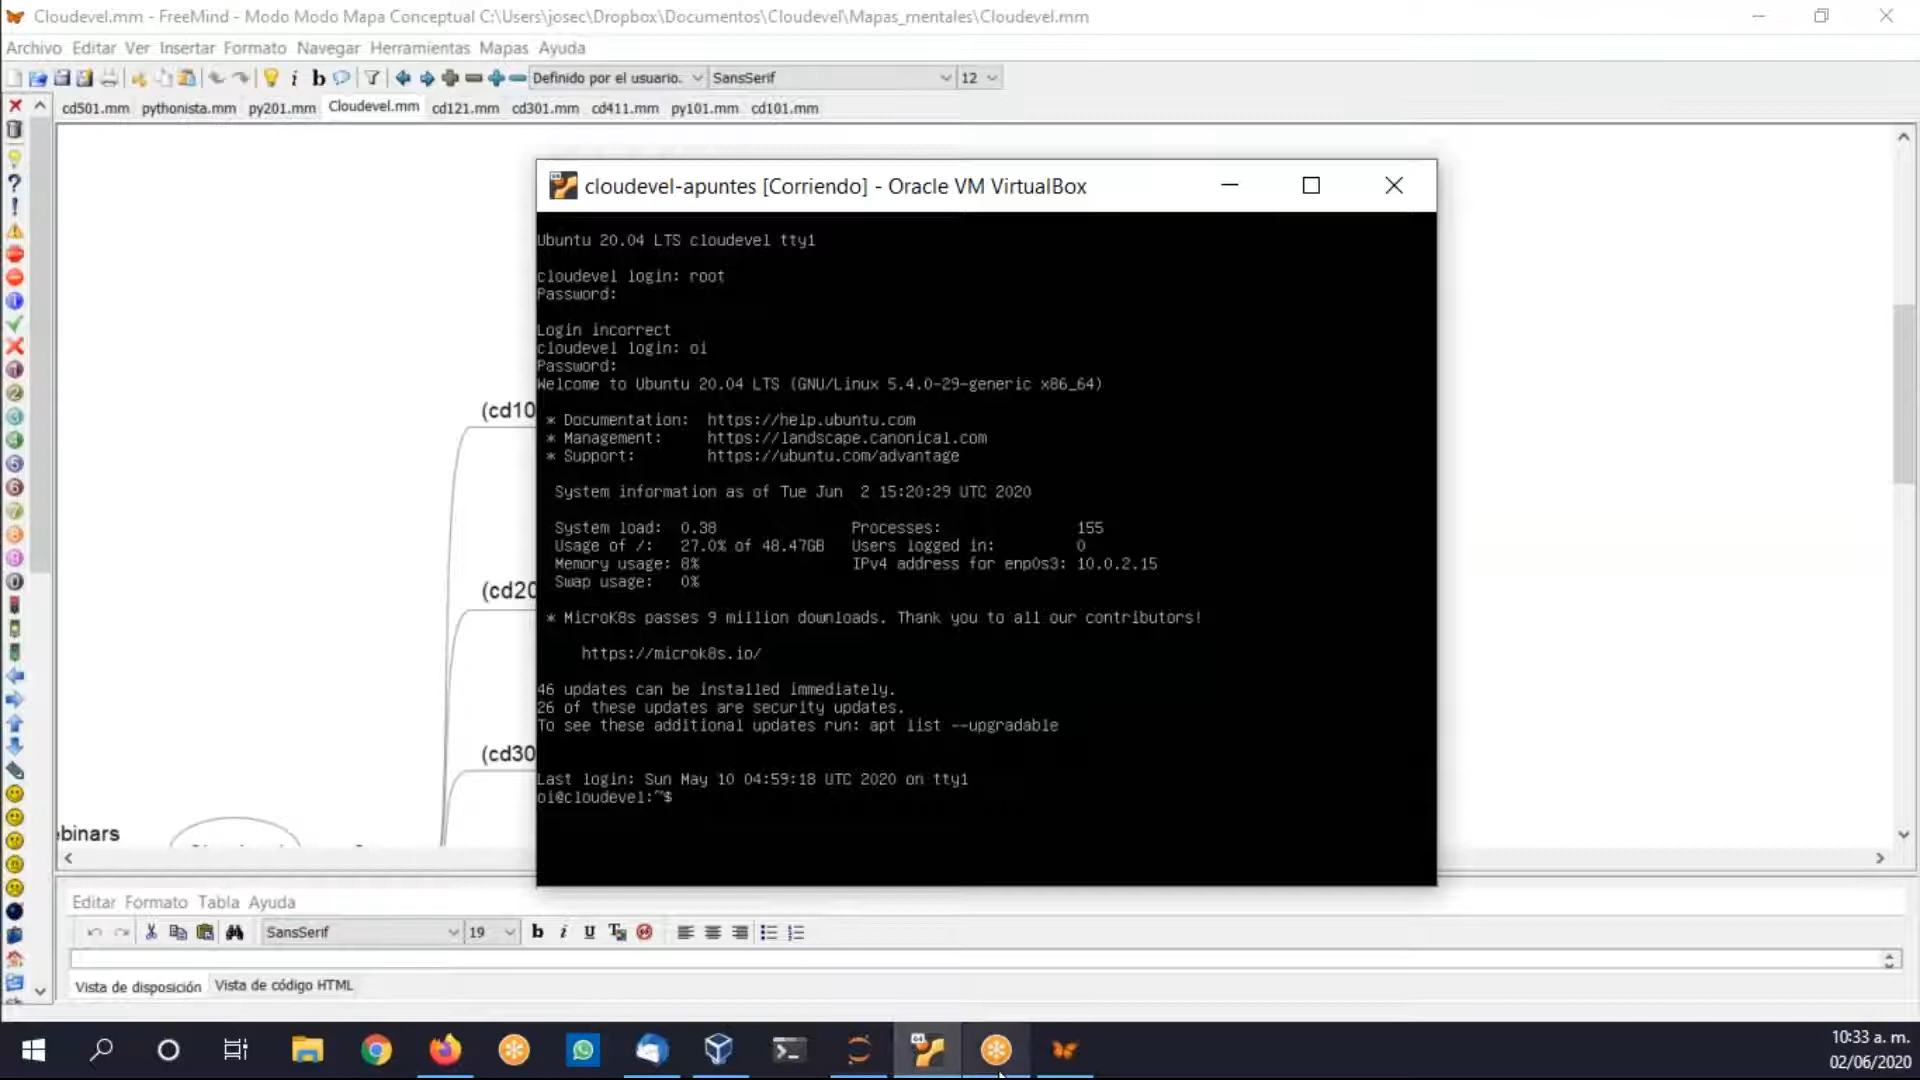 Cloudevel.mm - FreeMind - Modo Modo Mapa Conceptual C:\Users\josec\Dropbox\Documentos\Cloudevel\Mapas_mentales\Cloudevel.mm
Archivo Editar Ver Insertar Formato Navegar Herramientas Mapas Ayuda
Definido por el usuario. SansSerif 12
cd501.mm pythonista.mm py201.mm Cloudevel.mm cd121.mm cd301.mm cd411.mm py101.mm cd101.mm
cloudevel-apuntes [Corriendo] - Oracle VM VirtualBox
Ubuntu 20.04 LTS cloudevel tty1
cloudevel login: root
Password:
Login incorrect
cloudevel login: oi
Password:
Welcome to Ubuntu 20.04 LTS (GNU/Linux 5.4.0-29-generic x86_64)
* Documentation: https://help.ubuntu.com
* Management: https://landscape.canonical.com
* Support: https://ubuntu.com/advantage
System information as of Tue Jun 2 15:20:29 UTC 2020
System load: 0.38 Processes: 155
Usage of /: 27.0% of 48.47GB Users logged in: 0
Memory usage: 8% IPv4 address for enp0s3: 10.0.2.15
Swap usage: 0%
* MicroK8s passes 9 million downloads. Thank you to all our contributors!
https://microk8s.io/
46 updates can be installed immediately.
26 of these updates are security updates.
To see these additional updates run: apt list --upgradable
Last login: Sun May 10 04:59:18 UTC 2020 on tty1
oi@cloudevel:~$
(cd10
(cd20
(cd30
ebinars
Editar Formato Tabla Ayuda
SansSerif 19
Vista de disposición Vista de código HTML
10:33 a. m.
02/06/2020